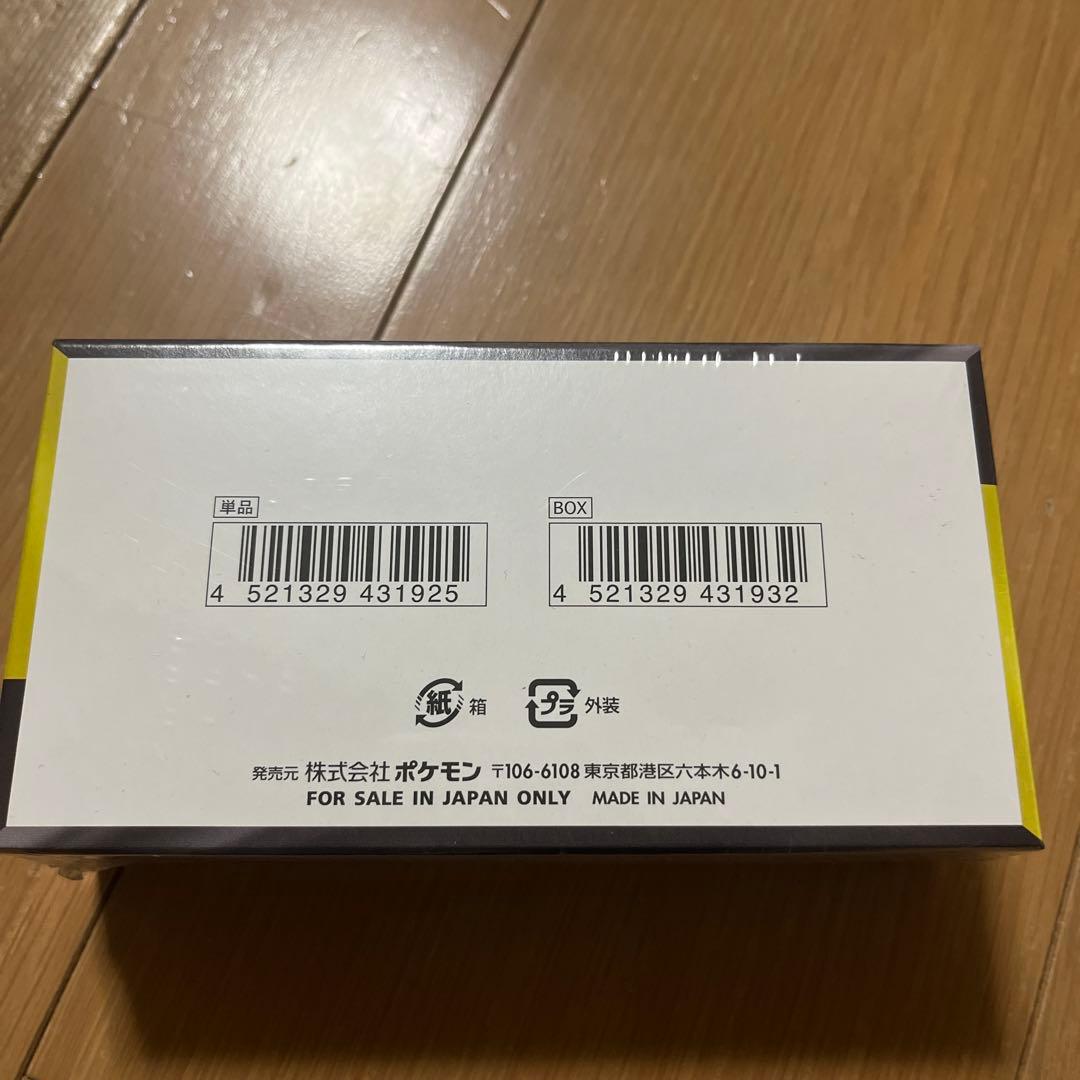 単品
4 521329 431925
BOX
4 521329 431932
紙 箱
プラ 外装
発売元 株式会社 ポケモン 〒106-6108 東京都港区六本木6-10-1
FOR SALE IN JAPAN ONLY MADE IN JAPAN